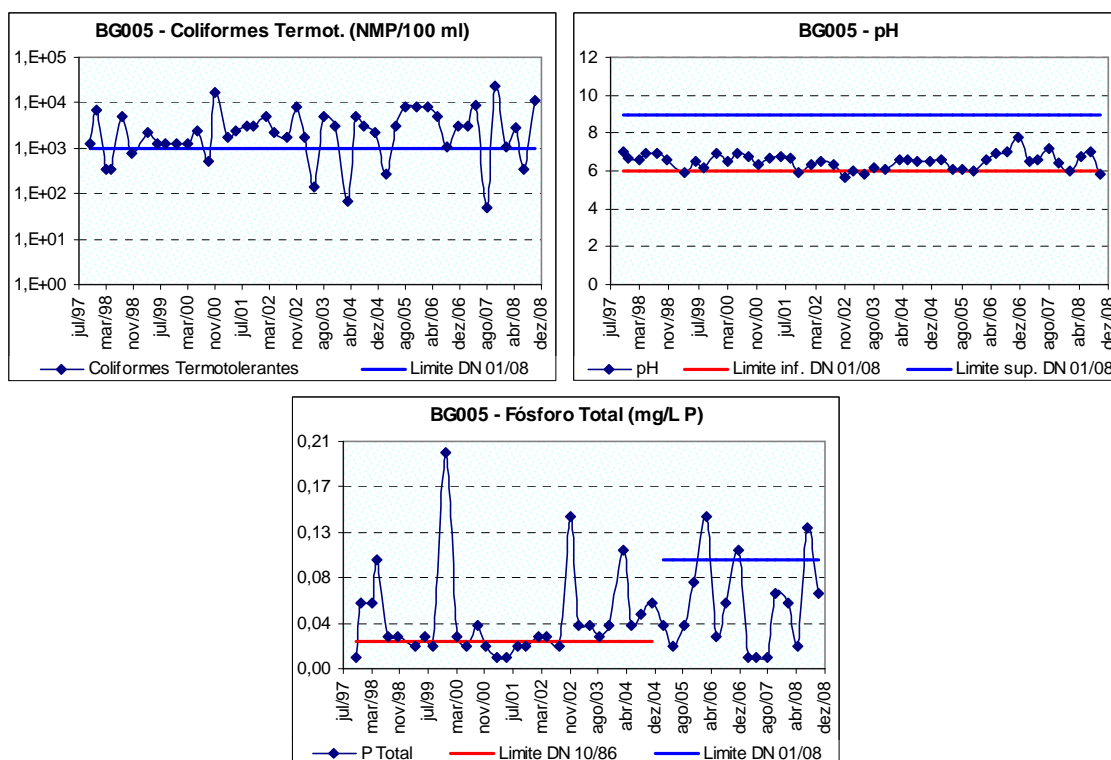 BG005 - Coliformes Termot. (NMP/100 ml)
1,E+05
1,E+04
1,E+03
1,E+02
1,E+01
1,E+00
jul/97
mar/98
nov/98
jul/99
mar/00
nov/00
jul/01
mar/02
nov/02
ago/03
abr/04
dez/04
ago/05
abr/06
dez/06
ago/07
abr/08
dez/08
Coliformes Termotolerantes
Limite DN 01/08
BG005 - pH
12
10
8
6
4
2
0
jul/97
mar/98
nov/98
jul/99
mar/00
nov/00
jul/01
mar/02
nov/02
ago/03
abr/04
dez/04
ago/05
abr/06
dez/06
ago/07
abr/08
dez/08
pH
Limite inf. DN 01/08
Limite sup. DN 01/08
BG005 - Fósforo Total (mg/L P)
0,21
0,17
0,13
0,08
0,04
0,00
jul/97
mar/98
nov/98
jul/99
mar/00
nov/00
jul/01
mar/02
nov/02
ago/03
abr/04
dez/04
ago/05
abr/06
dez/06
ago/07
abr/08
dez/08
P Total
Limite DN 10/86
Limite DN 01/08